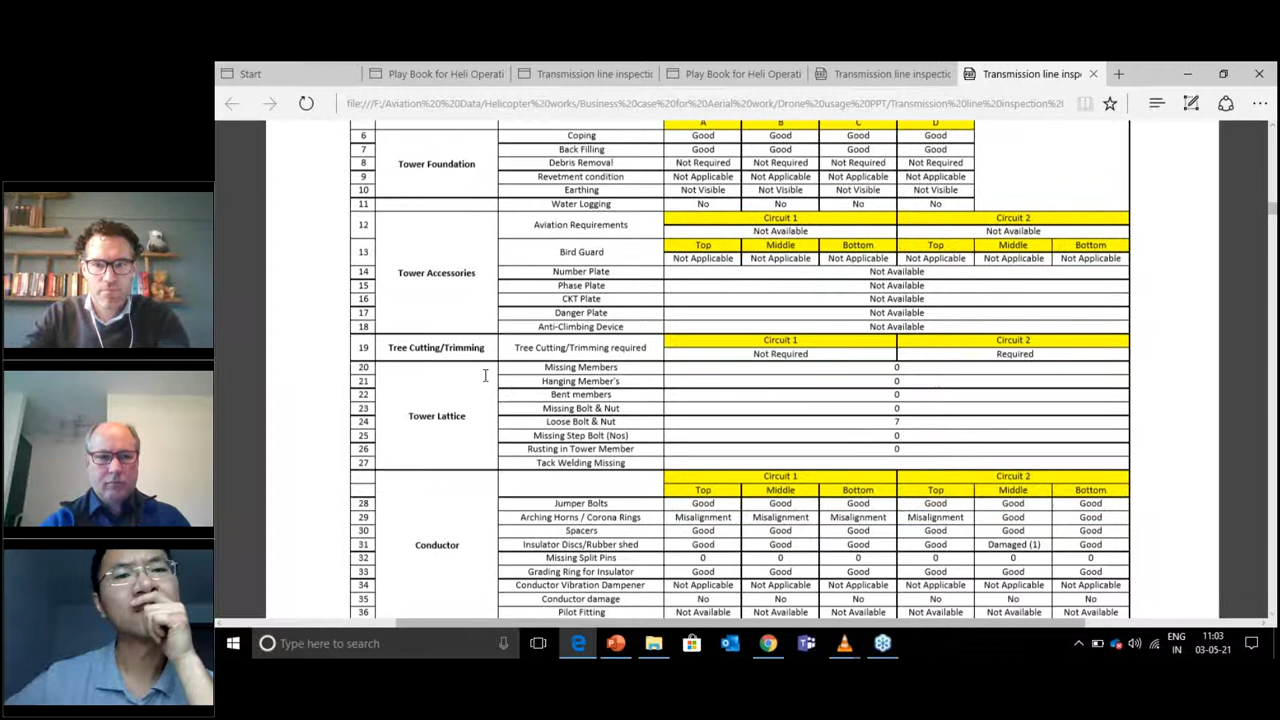 Start Play Book for Heli Operati Transmission line inspectic Play Book for Heli Operati Transmission line inspectic Transmission line inspe
file:///F:/Aviation%20%20Data/Helicopter%20works/Business%20case%20for%20Aerial%20work/Drone%20usage%20PPT/Transmission%20line%20inspection%20I
A B C D
6 Coping Good Good Good Good
7 Back Filling Good Good Good Good
Tower Foundation
8 Debris Removal Not Required Not Required Not Required Not Required
9 Revetment condition Not Applicable Not Applicable Not Applicable Not Applicable
10 Earthing Not Visible Not Visible Not Visible Not Visible
11 Water Logging No No No No
Circuit 1 Circuit 2
12 Aviation Requirements
Not Available Not Available
Top Middle Bottom Top Middle Bottom
13 Bird Guard
Not Applicable Not Applicable Not Applicable Not Applicable Not Applicable Not Applicable
14 Tower Accessories Number Plate Not Available
15 Phase Plate Not Available
16 CKT Plate Not Available
17 Danger Plate Not Available
18 Anti-Climbing Device Not Available
Circuit 1 Circuit 2
19 Tree Cutting/Trimming Tree Cutting/Trimming required
Not Required Required
20 Missing Members 0
21 Hanging Member's 0
22 Bent members 0
23 Missing Bolt & Nut 0
Tower Lattice
24 Loose Bolt & Nut 7
25 Missing Step Bolt (Nos) 0
26 Rusting in Tower Member 0
27 Tack Welding Missing
Circuit 1 Circuit 2
Top Middle Bottom Top Middle Bottom
28 Jumper Bolts Good Good Good Good Good Good
29 Arching Horns / Corona Rings Misalignment Misalignment Misalignment Misalignment Good Good
30 Spacers Good Good Good Good Good Good
31 Conductor Insulator Discs/Rubber shed Good Good Good Good Damaged (1) Good
32 Missing Split Pins 0 0 0 0 0 0
33 Grading Ring for Insulator Good Good Good Good Good Good
34 Conductor Vibration Dampener Not Applicable Not Applicable Not Applicable Not Applicable Not Applicable Not Applicable
35 Conductor damage No No No No No No
36 Pilot Fitting Not Available Not Available Not Available Not Available Not Available Not Available
Type here to search
ENG 11:03
IN 03-05-21